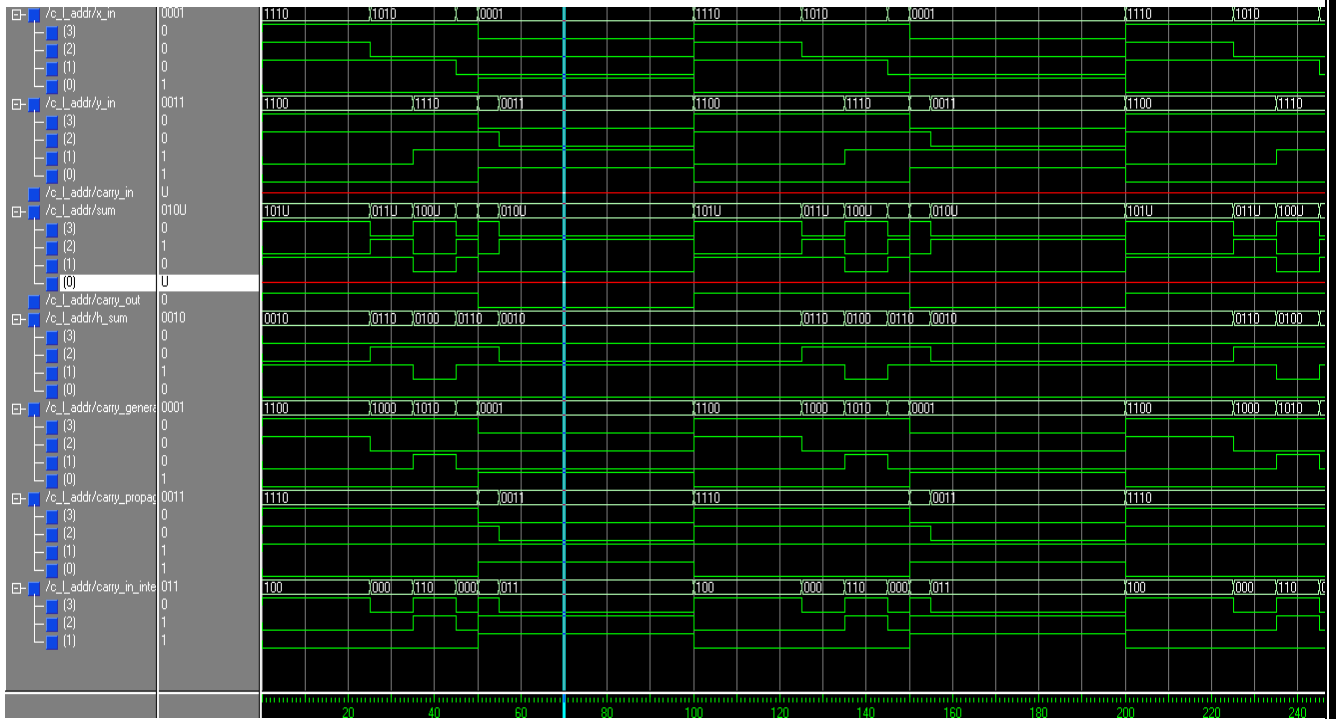 /c_l_addr/x_in 0001 1110 1010 0001 1110 1010 0001 1110 1010
(3) 0
(2) 0
(1) 0
(0) 1
/c_l_addr/y_in 0011 1100 1110 0011 1100 1110 0011 1100 1110
(3) 0
(2) 0
(1) 1
(0) 1
/c_l_addr/carry_in U
/c_l_addr/sum 010U 101U 011U 100U 010U 101U 011U 100U 010U 101U 011U 100U
(3) 0
(2) 1
(1) 0
(0) U
/c_l_addr/carry_out 0
/c_l_addr/h_sum 0010 0010 0110 0100 0110 0010 0110 0100 0110 0010 0110 0100
(3) 0
(2) 0
(1) 1
(0) 0
/c_l_addr/carry_genera 0001 1100 1000 1010 0001 1100 1000 1010 0001 1100 1000 1010
(3) 0
(2) 0
(1) 0
(0) 1
/c_l_addr/carry_propag 0011 1110 0011 1110 0011 1110
(3) 0
(2) 0
(1) 1
(0) 1
/c_l_addr/carry_in_inte 011 100 000 110 000 011 100 000 110 000 011 100 000 110
(3) 0
(2) 1
(1) 1
20 40 60 80 100 120 140 160 180 200 220 240